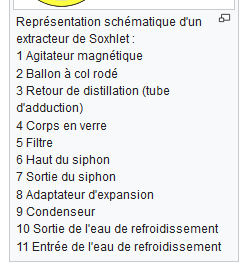 Représentation schématique d'un
extracteur de Soxhlet :
1 Agitateur magnétique
2 Ballon à col rodé
3 Retour de distillation (tube
d'adduction)
4 Corps en verre
5 Filtre
6 Haut du siphon
7 Sortie du siphon
8 Adaptateur d'expansion
9 Condenseur
10 Sortie de l'eau de refroidissement
11 Entrée de l'eau de refroidissement